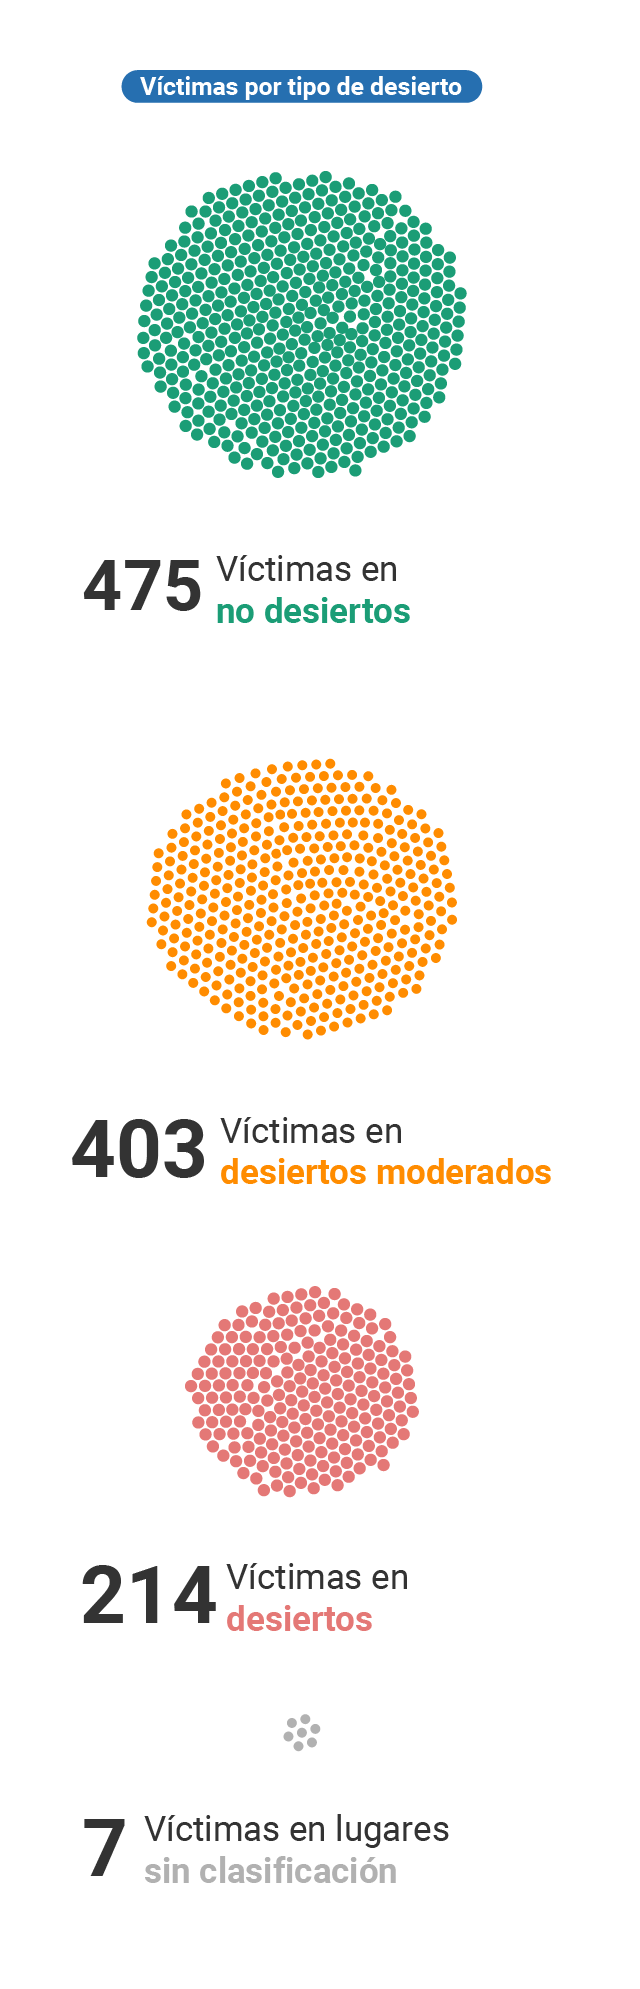 Víctimas por tipo de desierto
475 Víctimas en
no desiertos
403 Víctimas en
desiertos moderados
214 Víctimas en
desiertos
7 Víctimas en lugares
sin clasificación